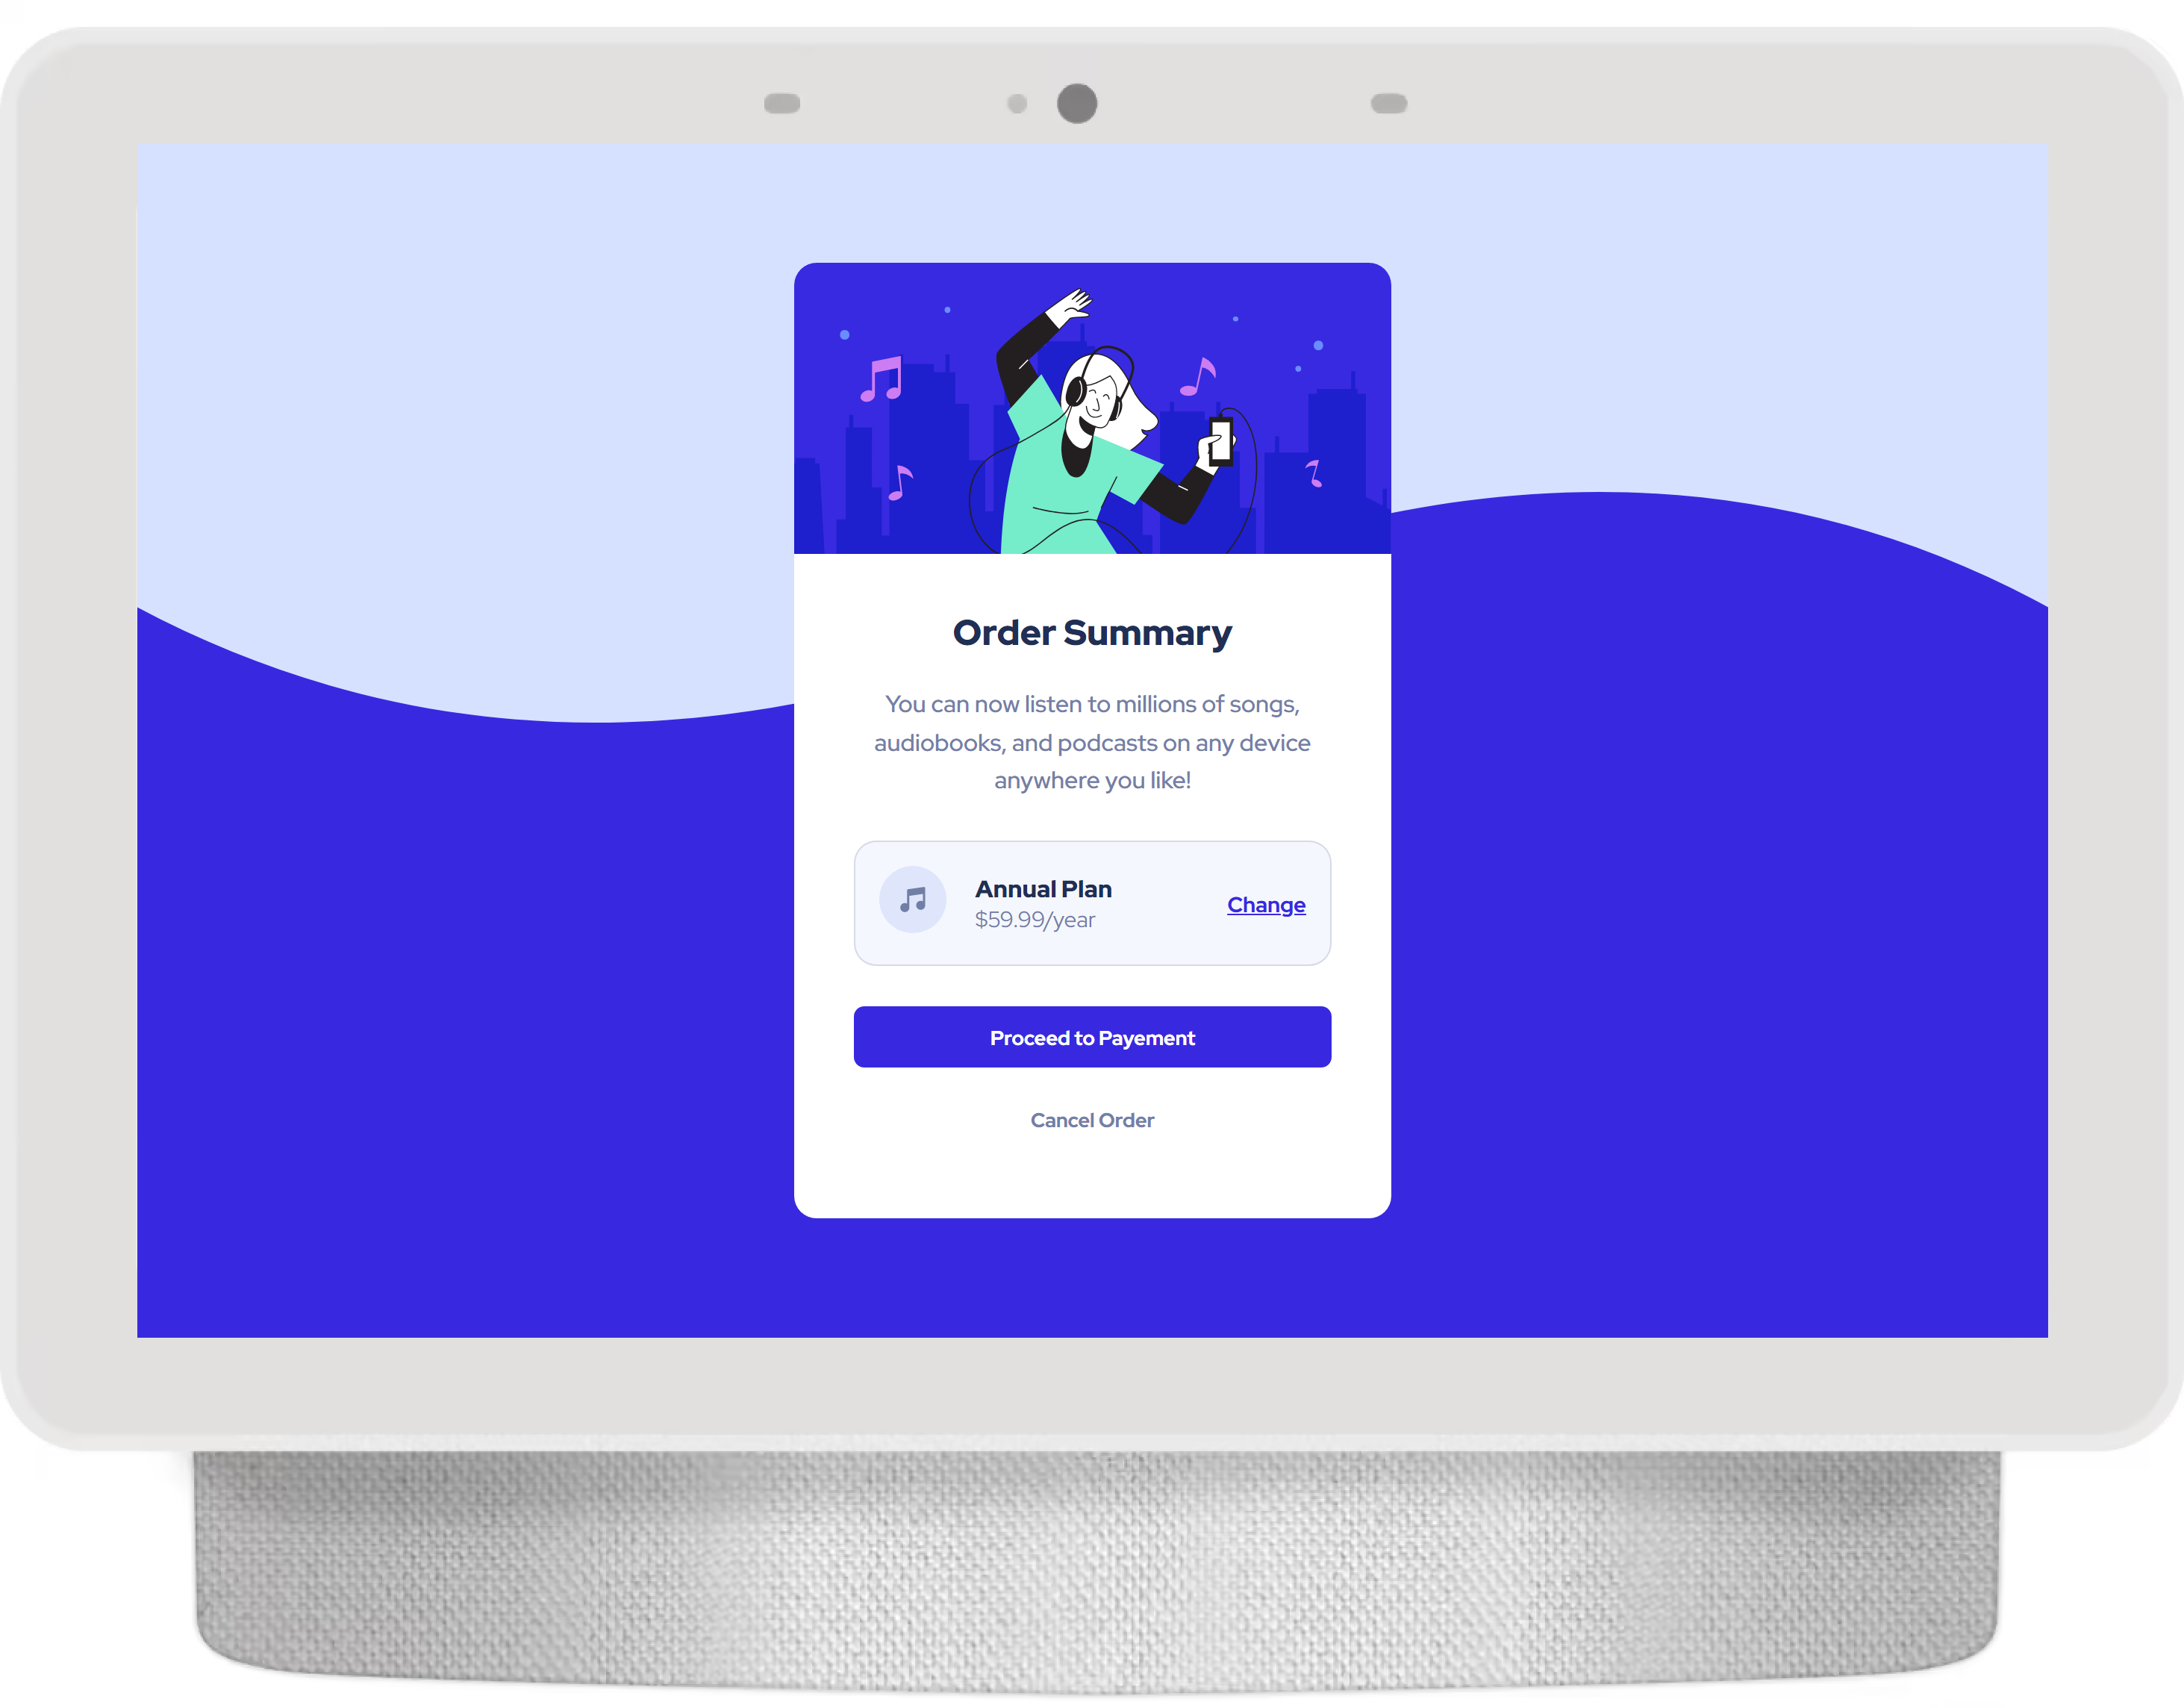 Order Summary
You can now listen to millions of songs,
audiobooks, and podcasts on any device
anywhere you like!
Annual Plan
$59.99/year
Change
Proceed to Payement
Cancel Order